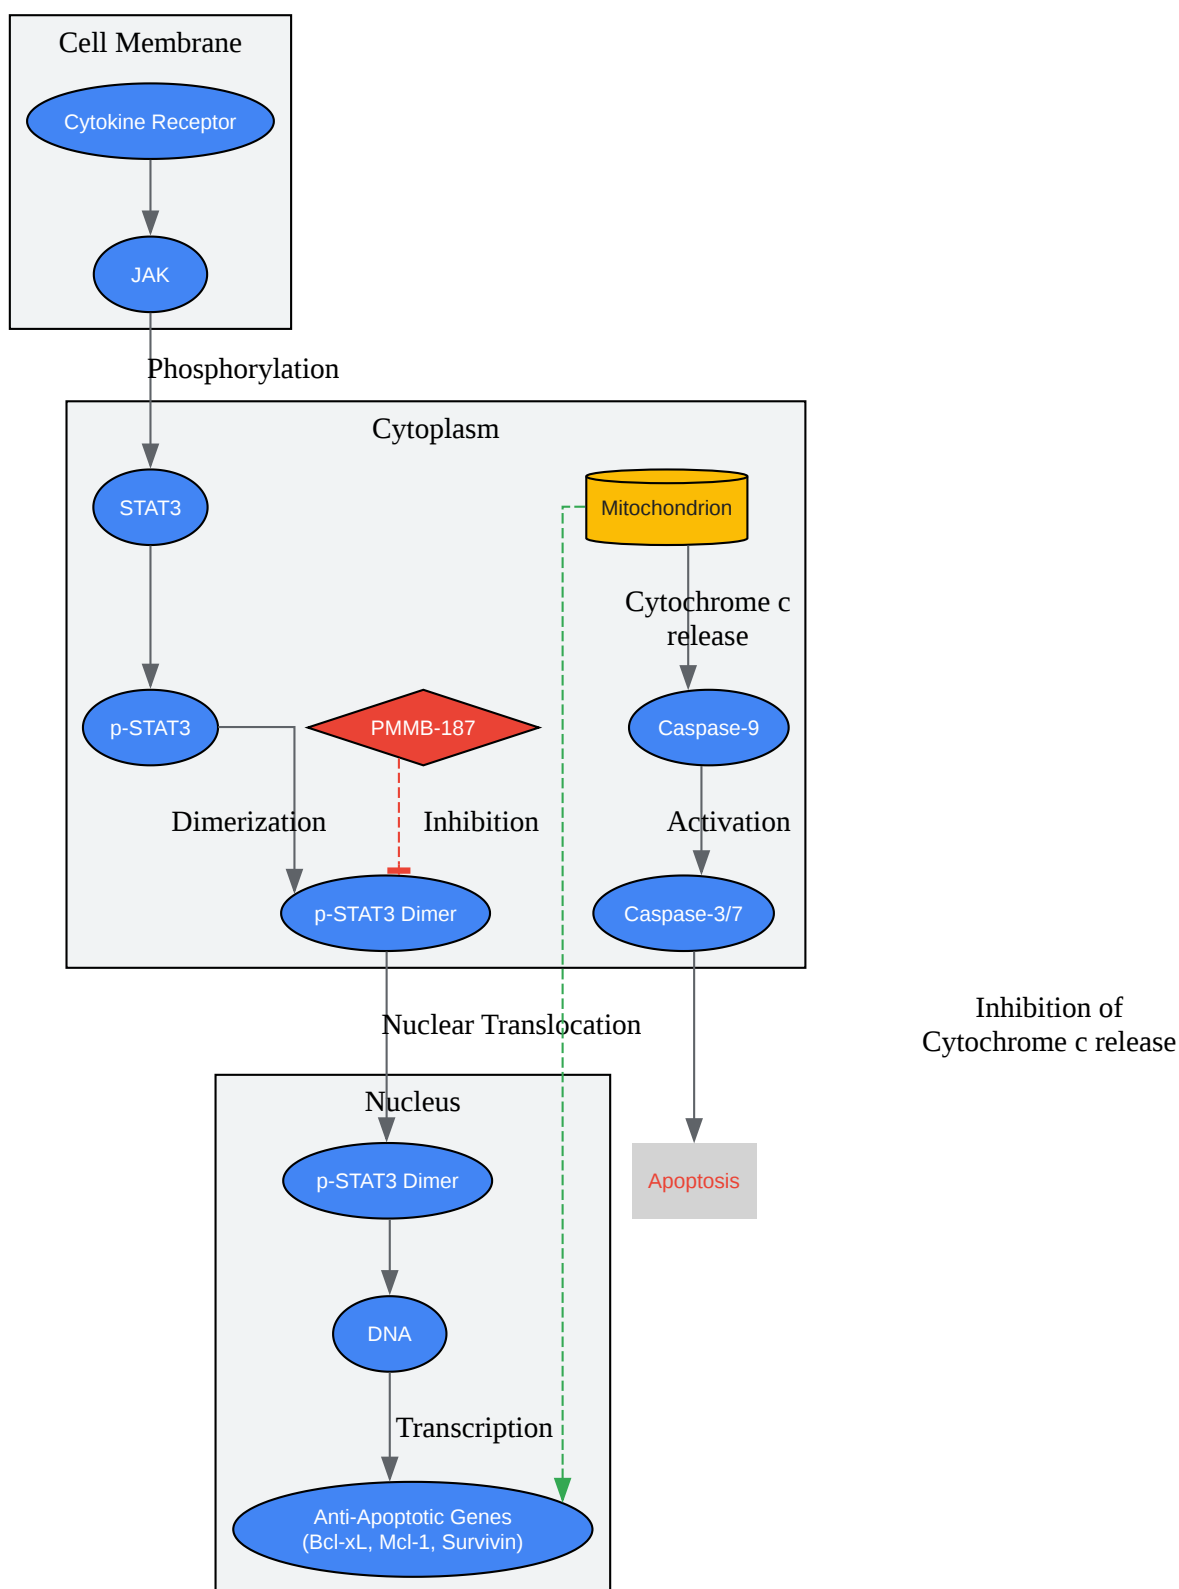 Cell Membrane
Cytokine Receptor
JAK
Phosphorylation
Cytoplasm
STAT3
Mitochondrion
Cytochrome c
release
p-STAT3
PMMB-187
Caspase-9
Dimerization
Inhibition
Activation
p-STAT3 Dimer
Caspase-3/7
Nuclear Translocation
Inhibition of
Cytochrome c release
Nucleus
p-STAT3 Dimer
Apoptosis
DNA
Transcription
Anti-Apoptotic Genes
(Bcl-xL, Mcl-1, Survivin)